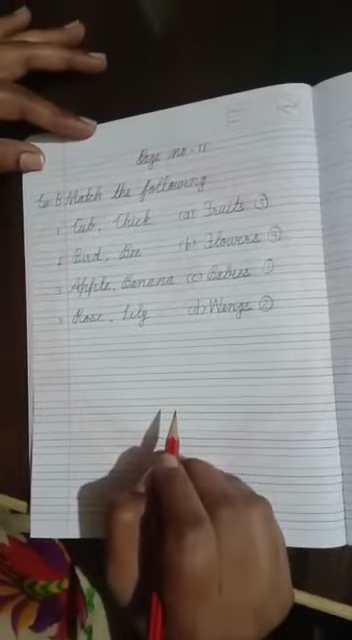 Page no - 11
Ex B Match the following
1 Cub, Chick (a) Fruits ③
2 Bird, Bee (b) Flowers ④
3 Apple, Banana (c) Babies ①
4 Rose, Lily (d) Wings ②